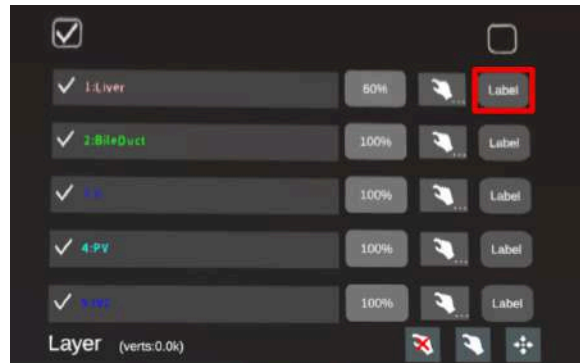 1:Liver 60% Label
2:BileDuct 100% Label
100% Label
4:PV 100% Label
100% Label
Layer (verts:0.0k)